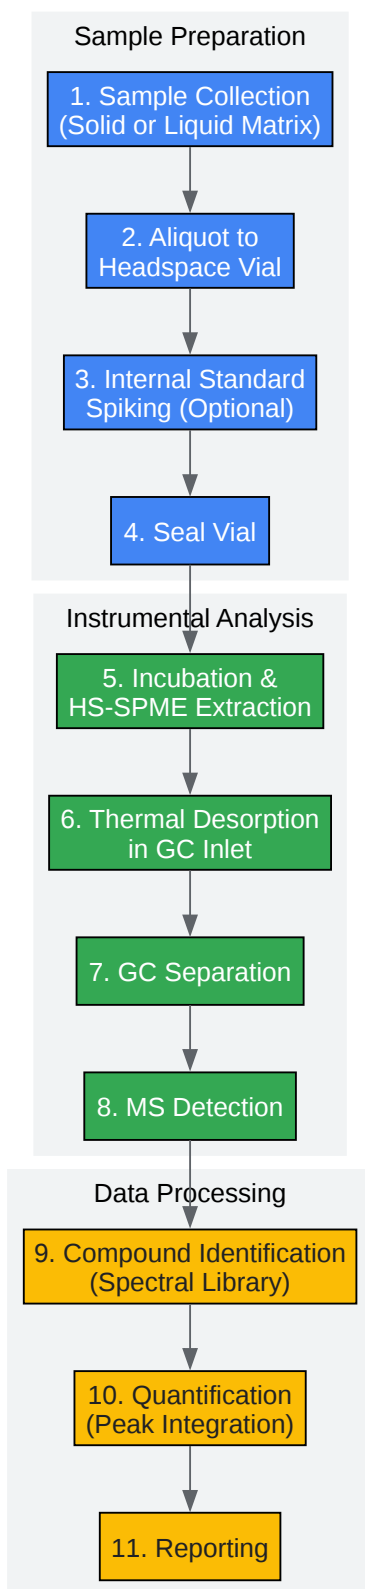 Sample Preparation
1. Sample Collection
(Solid or Liquid Matrix)
2. Aliquot to
Headspace Vial
3. Internal Standard
Spiking (Optional)
4. Seal Vial
Instrumental Analysis
5. Incubation &
HS-SPME Extraction
6. Thermal Desorption
in GC Inlet
7. GC Separation
8. MS Detection
Data Processing
9. Compound Identification
(Spectral Library)
10. Quantification
(Peak Integration)
11. Reporting